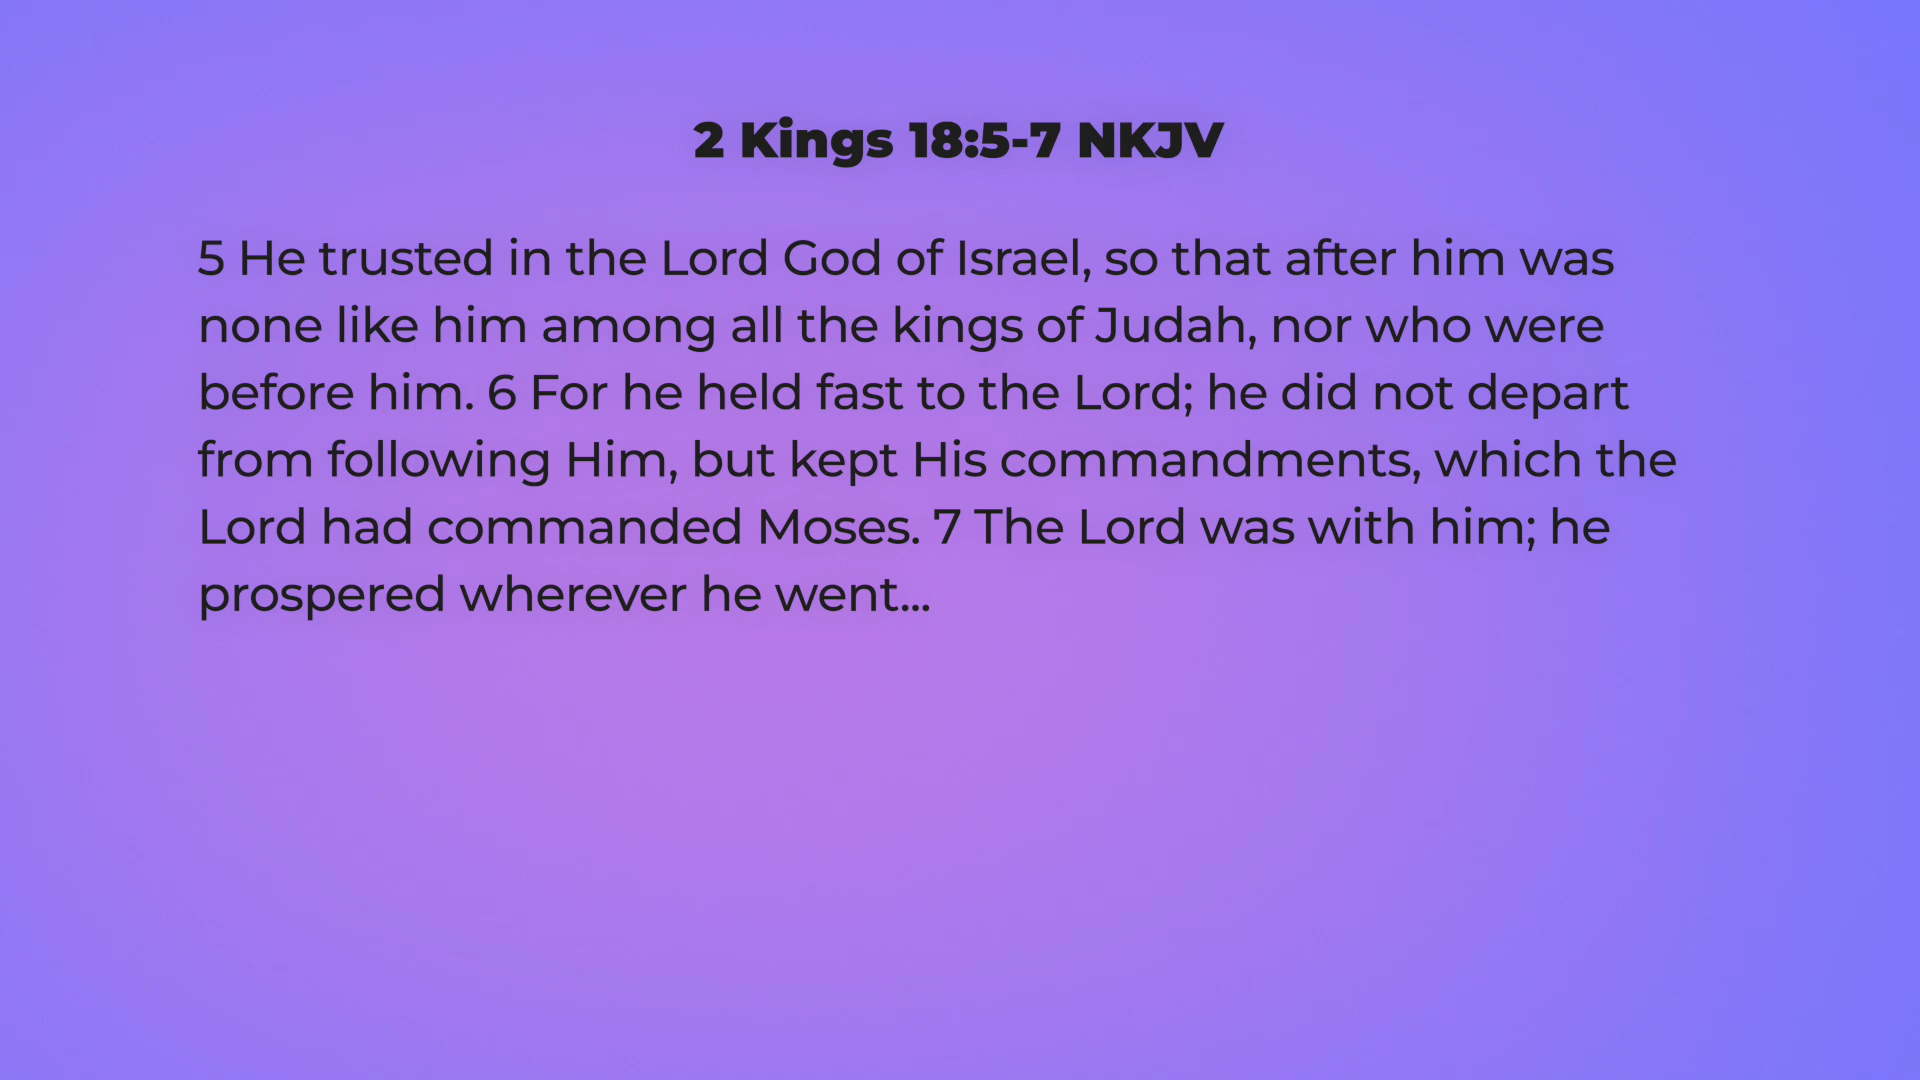 2 Kings 18:5-7 NKJV
5 He trusted in the Lord God of Israel, so that after him was
none like him among all the kings of Judah, nor who were
before him. 6 For he held fast to the Lord; he did not depart
from following Him, but kept His commandments, which the
Lord had commanded Moses. 7 The Lord was with him; he
prospered wherever he went...